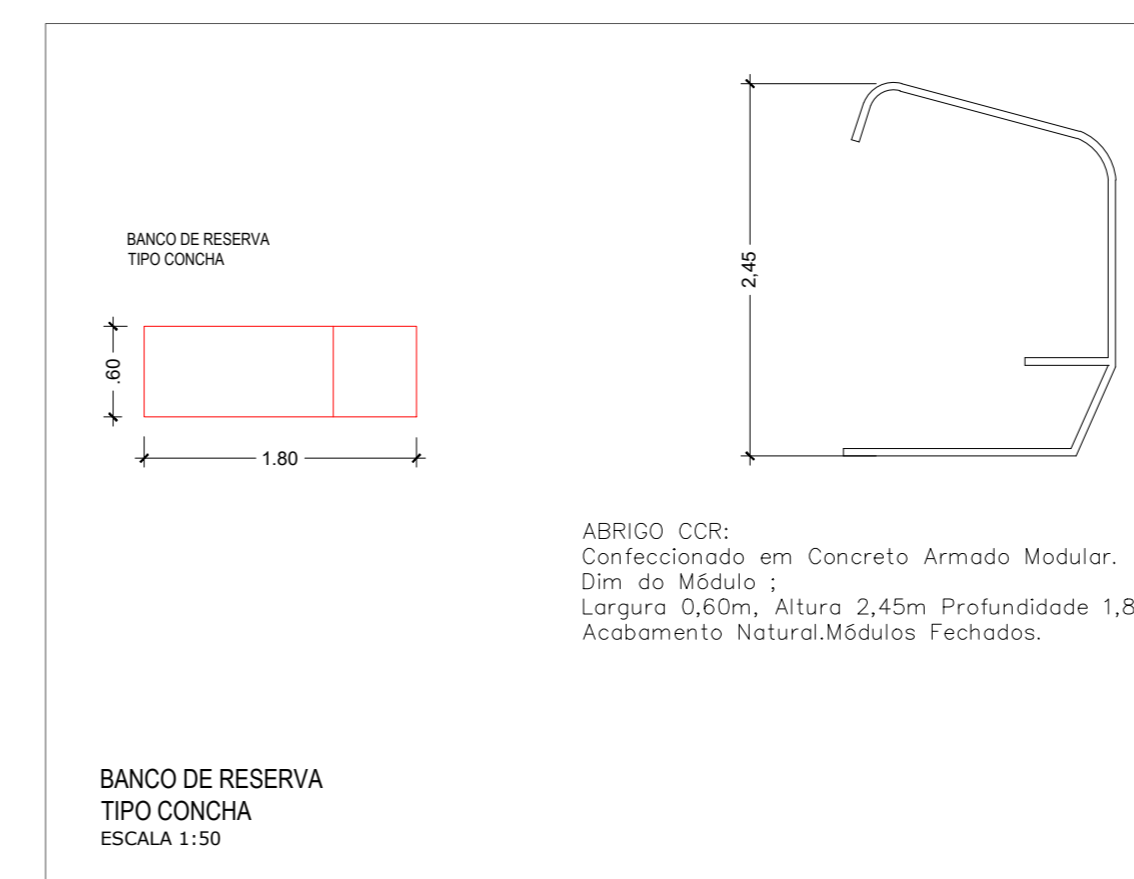 BANCO DE RESERVA
TIPO CONCHA
.60
1.80
2,45
ABRIGO CCR:
Confeccionado em Concreto Armado Modular.
Dim do Módulo ;
Largura 0,60m, Altura 2,45m Profundidade 1,8
Acabamento Natural.Módulos Fechados.
BANCO DE RESERVA
TIPO CONCHA
ESCALA 1:50